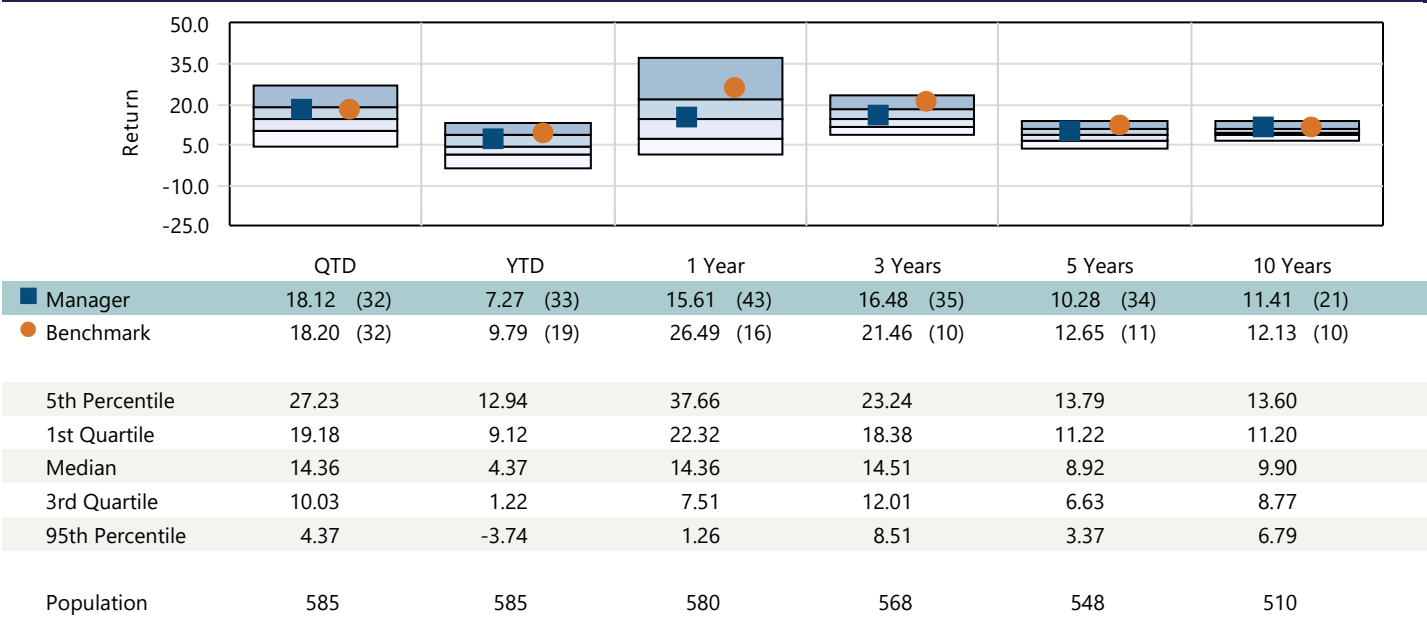 50.0
35.0
20.0
5.0
-10.0
-25.0
Return
QTD YTD 1 Year 3 Years 5 Years 10 Years
Manager 18.12 (32) 7.27 (33) 15.61 (43) 16.48 (35) 10.28 (34) 11.41 (21)
Benchmark 18.20 (32) 9.79 (19) 26.49 (16) 21.46 (10) 12.65 (11) 12.13 (10)
5th Percentile 27.23 12.94 37.66 23.24 13.79 13.60
1st Quartile 19.18 9.12 22.32 18.38 11.22 11.20
Median 14.36 4.37 14.36 14.51 8.92 9.90
3rd Quartile 10.03 1.22 7.51 12.01 6.63 8.77
95th Percentile 4.37 -3.74 1.26 8.51 3.37 6.79
Population 585 585 580 568 548 510